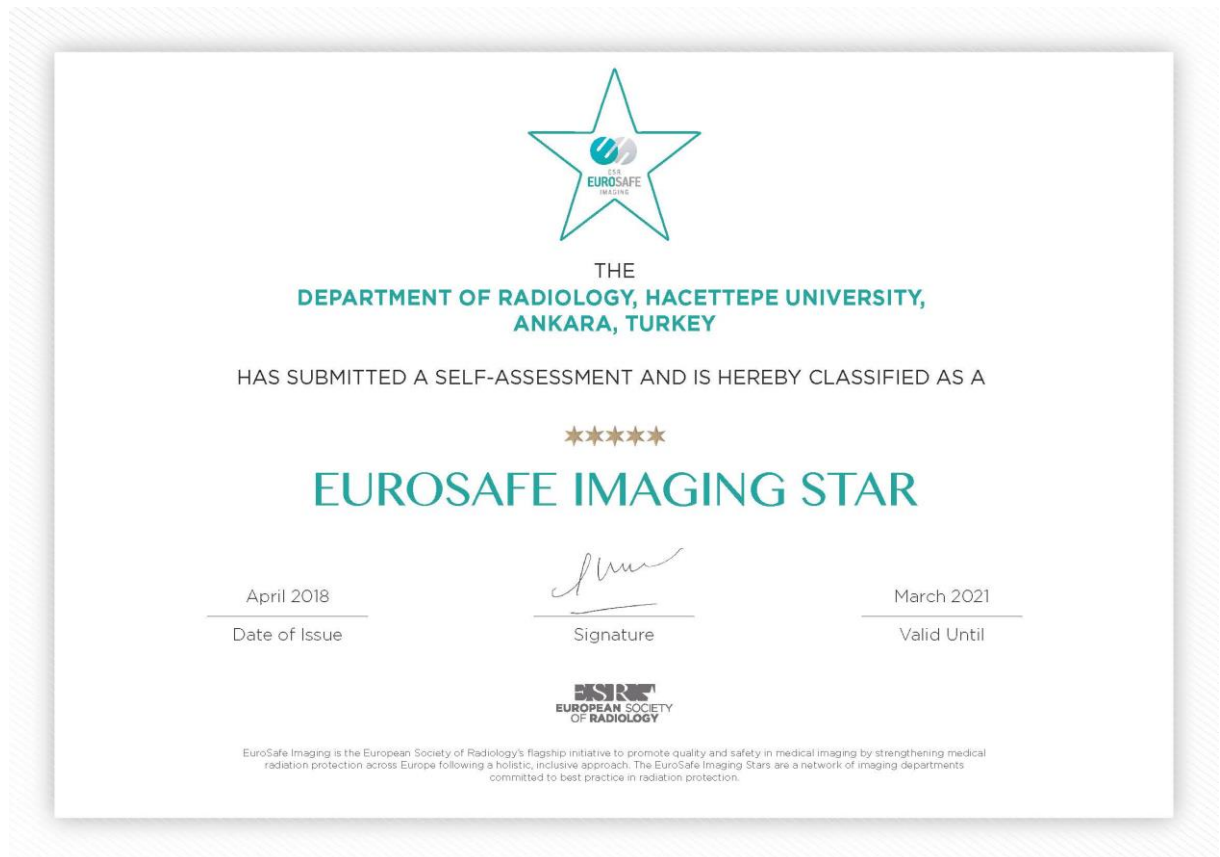 ESR
EUROSAFE
IMAGING
THE
DEPARTMENT OF RADIOLOGY, HACETTEPE UNIVERSITY,
ANKARA, TURKEY
HAS SUBMITTED A SELF-ASSESSMENT AND IS HEREBY CLASSIFIED AS A
EUROSAFE IMAGING STAR
April 2018
March 2021
Date of Issue
Signature
Valid Until
ESR
EUROPEAN SOCIETY
OF RADIOLOGY
EuroSafe Imaging is the European Society of Radiology's flagship initiative to promote quality and safety in medical imaging by strengthening medical
radiation protection across Europe following a holistic, inclusive approach. The EuroSafe Imaging Stars are a network of imaging departments
committed to best practice in radiation protection.